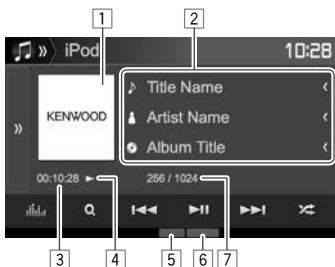 1 2
iPod 10:28
KENWOOD
Title Name
Artist Name
Album Title
00:10:28 256 / 1024
3 4 5 6 7